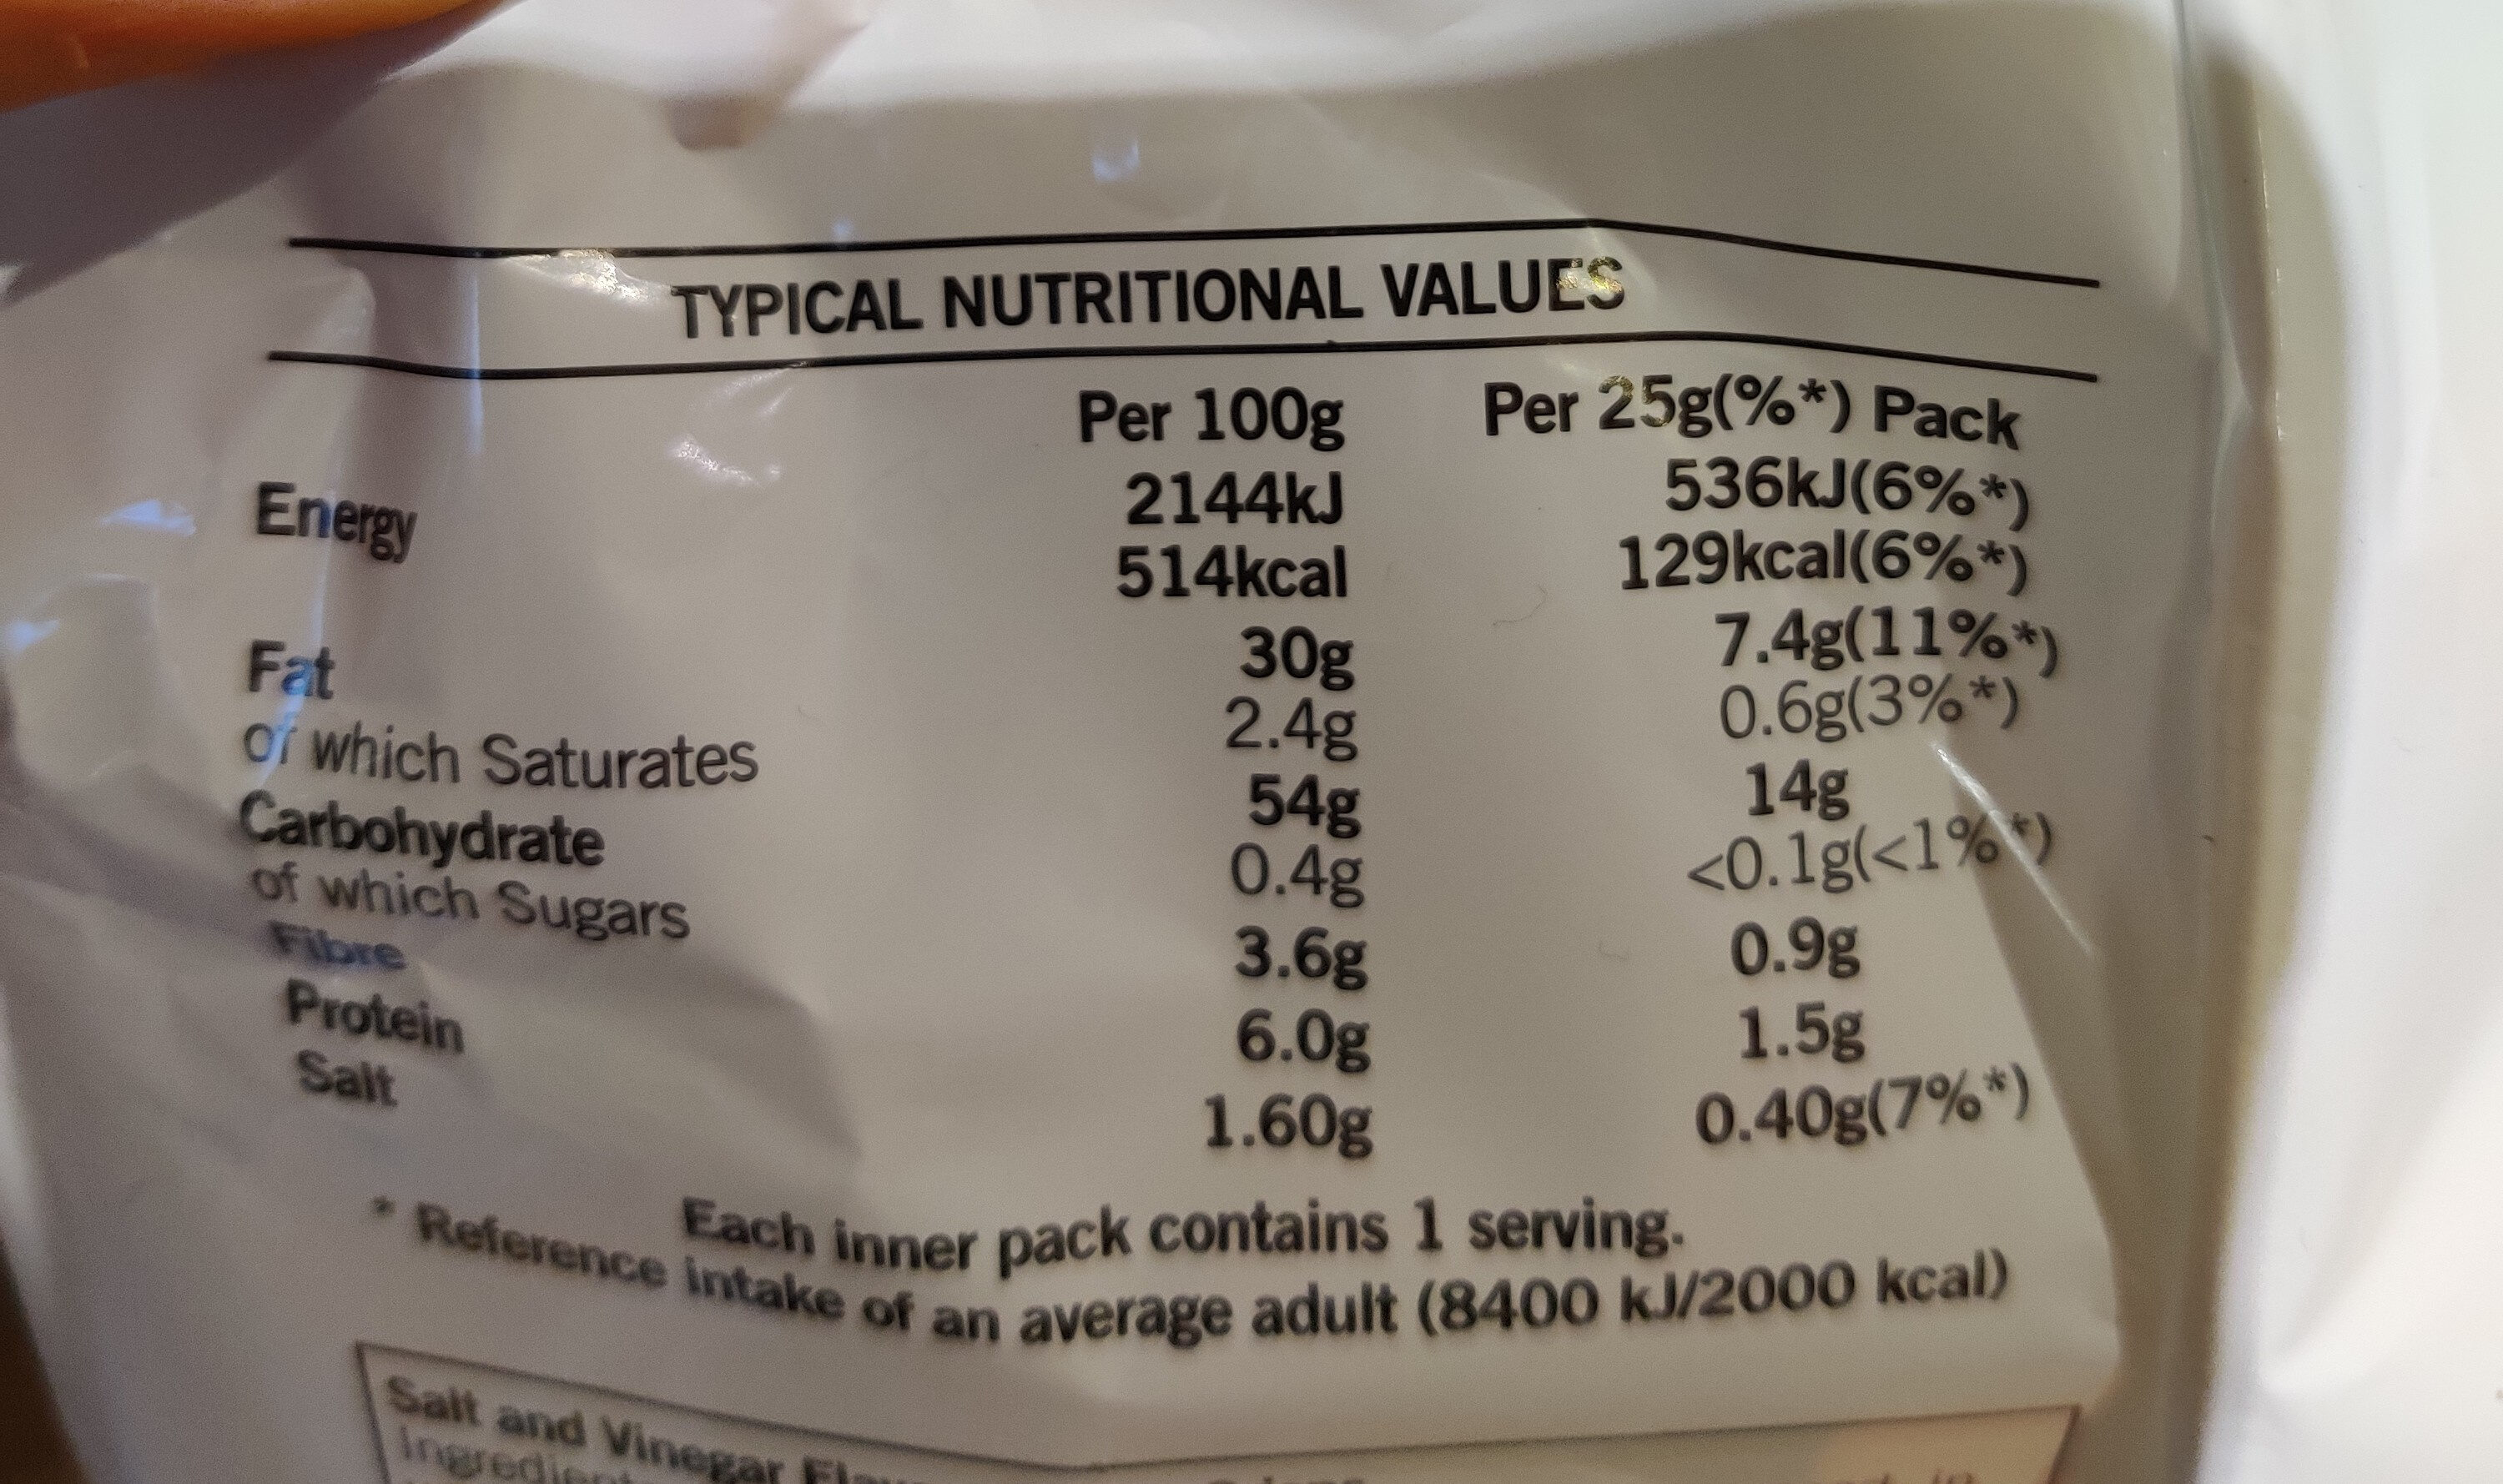 TYPICAL NUTRITIONAL VALUES
Per 100g Per 25g(%*) Pack
Energy 2144kJ 536kJ(6%*)
514kcal 129kcal(6%*)
Fat 30g 7.4g(11%*)
of which Saturates 2.4g 0.6g(3%*)
Carbohydrate 54g 14g
of which Sugars 0.4g <0.1g(<1%*)
Fibre 3.6g 0.9g
Protein 6.0g 1.5g
Salt 1.60g 0.40g(7%*)
Each inner pack contains 1 serving.
* Reference intake of an average adult (8400 kJ/2000 kcal)
Salt and Vinegar